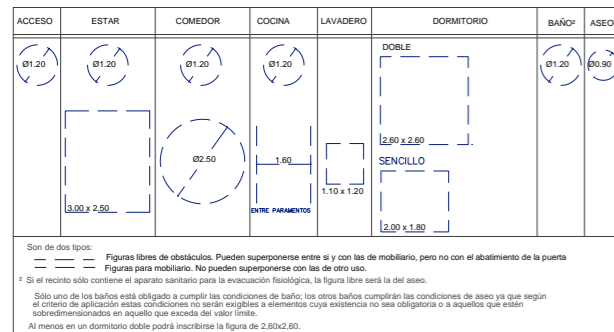 ACCESO ESTAR COMEDOR COCINA LAVADERO DORMITORIO BAÑO² ASEO
DOBLE
Ø1.20 Ø1.20 Ø1.20 Ø1.20 Ø1.20 Ø0.90
2.60 x 2.60
Ø2.50 1.60 SENCILLO
1.10 x 1.20
3.00 x 2.50 ENTRE PARAMENTOS
2.00 x 1.80
Son de dos tipos:
Figuras libres de obstáculos. Pueden superponerse entre si y con las de mobiliario, pero no con el abatimiento de la puerta
Figuras para mobiliario. No pueden superponerse con las de otro uso.
² Si el recinto sólo contiene el aparato sanitario para la evacuación fisiológica, la figura libre será la del aseo.
Sólo uno de los baños está obligado a cumplir las condiciones de baño; los otros baños cumplirán las condiciones de aseo ya que según
el criterio de aplicación estas condiciones no serán exigibles a elementos cuya existencia no sea obligatoria o a aquellos que estén
sobredimensionados en aquello que exceda del valor límite.
Al menos en un dormitorio doble podrá inscribirse la figura de 2,60x2,60.